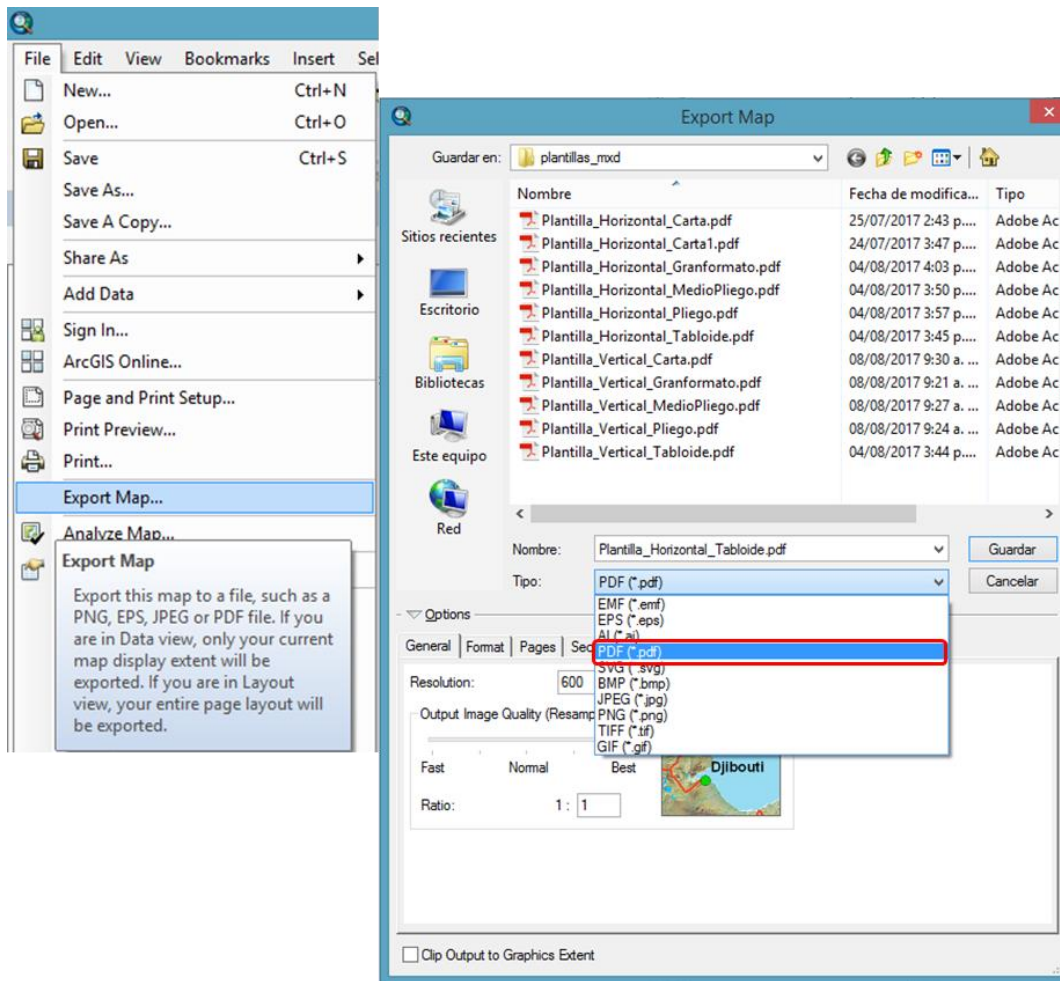 File Edit View Bookmarks Insert Sel
New... Ctrl+N
Open... Ctrl+O
Save Ctrl+S
Save As...
Save A Copy...
Share As
Add Data
Sign In...
ArcGIS Online...
Page and Print Setup...
Print Preview...
Print...
Export Map...
Analyze Map...
Export Map
Export this map to a file, such as a
PNG, EPS, JPEG or PDF file. If you
are in Data view, only your current
map display extent will be
exported. If you are in Layout
view, your entire page layout will
be exported.
Export Map
Guardar en: plantillas_mxd
Sitios recientes
Escritorio
Bibliotecas
Este equipo
Red
Nombre Fecha de modifica... Tipo
Plantilla_Horizontal_Carta.pdf 25/07/2017 2:43 p.... Adobe Ac
Plantilla_Horizontal_Carta1.pdf 24/07/2017 3:47 p.... Adobe Ac
Plantilla_Horizontal_Granformato.pdf 04/08/2017 4:03 p.... Adobe Ac
Plantilla_Horizontal_MedioPliego.pdf 04/08/2017 3:50 p.... Adobe Ac
Plantilla_Horizontal_Pliego.pdf 04/08/2017 3:57 p.... Adobe Ac
Plantilla_Horizontal_Tabloide.pdf 04/08/2017 3:45 p.... Adobe Ac
Plantilla_Vertical_Carta.pdf 08/08/2017 9:30 a. ... Adobe Ac
Plantilla_Vertical_Granformato.pdf 08/08/2017 9:21 a. ... Adobe Ac
Plantilla_Vertical_MedioPliego.pdf 08/08/2017 9:27 a. ... Adobe Ac
Plantilla_Vertical_Pliego.pdf 08/08/2017 9:24 a. ... Adobe Ac
Plantilla_Vertical_Tabloide.pdf 04/08/2017 3:44 p.... Adobe Ac
Nombre: Plantilla_Horizontal_Tabloide.pdf Guardar
Tipo: PDF (*.pdf) Cancelar
EMF (*.emf)
EPS (*.eps)
AI (*.ai)
PDF (*.pdf)
SVG (*.svg)
BMP (*.bmp)
JPEG (*.jpg)
PNG (*.png)
TIFF (*.tif)
GIF (*.gif)
Options
General Format Pages Sec
Resolution: 600
Output Image Quality (Resamp
Fast Normal Best
Djibouti
Ratio: 1 : 1
Clip Output to Graphics Extent